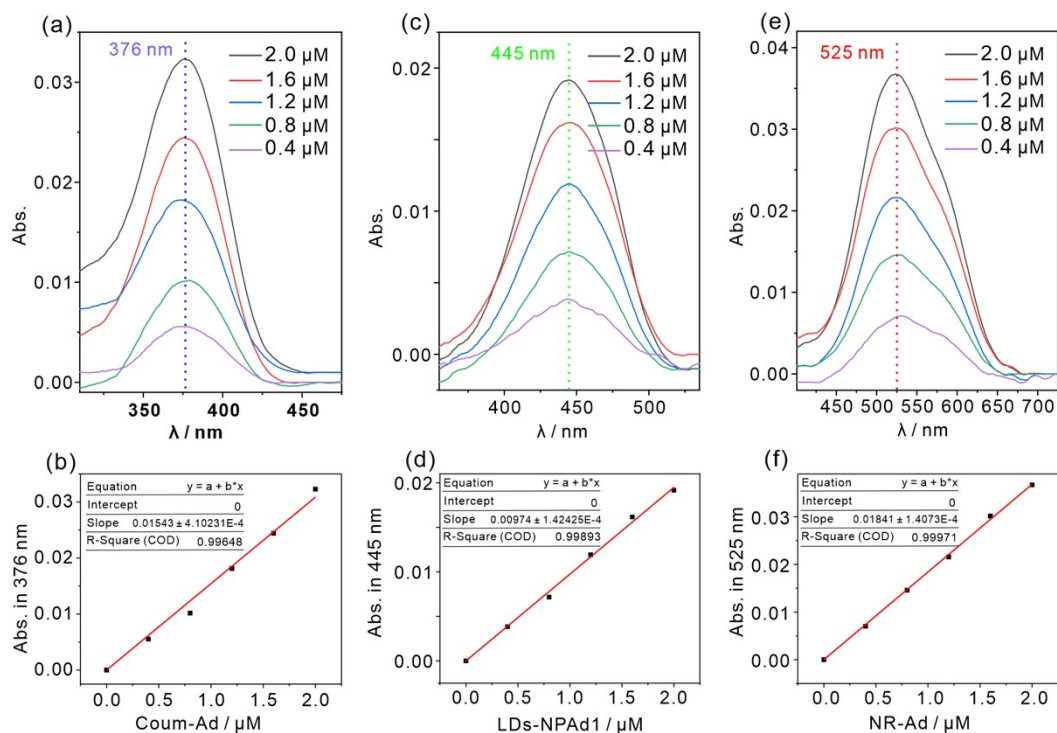 (a)
376 nm
2.0 µM
1.6 µM
1.2 µM
0.8 µM
0.4 µM
0.03
0.02
0.01
0.00
Abs.
350
400
450
λ / nm
(c)
445 nm
2.0 µM
1.6 µM
1.2 µM
0.8 µM
0.4 µM
0.02
0.01
0.00
Abs.
400
450
500
λ / nm
(e)
525 nm
2.0 µM
1.6 µM
1.2 µM
0.8 µM
0.4 µM
0.04
0.03
0.02
0.01
0.00
Abs.
400 450 500 550 600 650 700
λ / nm
(b)
Equation y = a + b*x
Intercept 0
Slope 0.01543 ± 4.10231E-4
R-Square (COD) 0.99648
0.03
0.02
0.01
0.00
Abs. in 376 nm
0.0 0.5 1.0 1.5 2.0
Coum-Ad / µM
(d)
Equation y = a + b*x
Intercept 0
Slope 0.00974 ± 1.42425E-4
R-Square (COD) 0.99893
0.02
0.01
0.00
Abs. in 445 nm
0.0 0.5 1.0 1.5 2.0
LDs-NPAd1 / µM
(f)
Equation y = a + b*x
Intercept 0
Slope 0.01841 ± 1.4073E-4
R-Square (COD) 0.99971
0.03
0.02
0.01
0.00
Abs. in 525 nm
0.0 0.5 1.0 1.5 2.0
NR-Ad / µM